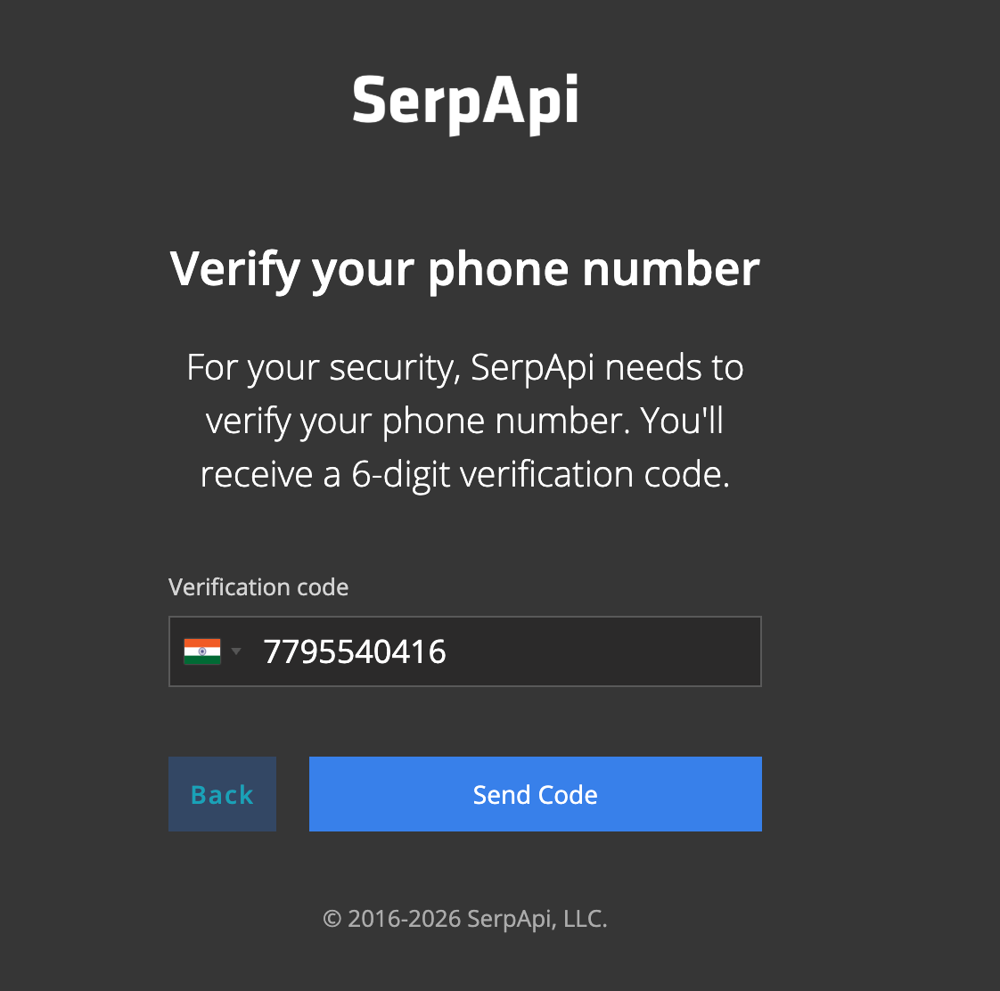 SerpApi
Verify your phone number
For your security, SerpApi needs to
verify your phone number. You'll
receive a 6-digit verification code.
Verification code
7795540416
Back
Send Code
© 2016-2026 SerpApi, LLC.